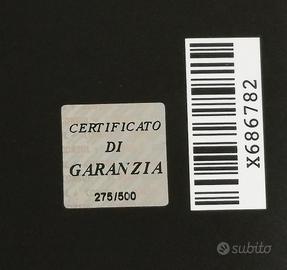 CERTIFICATO
DI
GARANZIA
275/500
X686782
subito